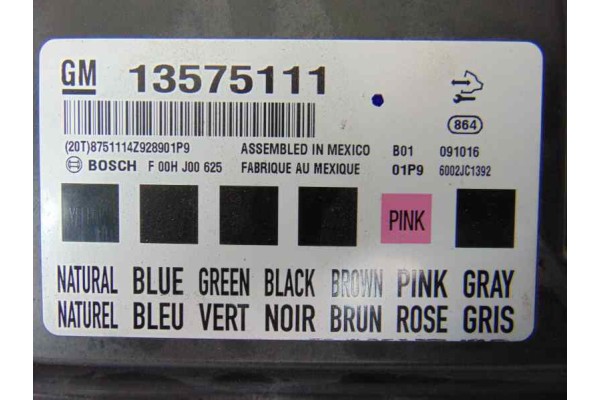 GM 13575111
864
(20T)8751114Z928901P9 ASSEMBLED IN MEXICO B01 091016
BOSCH F 00H J00 625 FABRIQUE AU MEXIQUE 01P9 6002JC1392
PINK
NATURAL BLUE GREEN BLACK BROWN PINK GRAY
NATUREL BLEU VERT NOIR BRUN ROSE GRIS